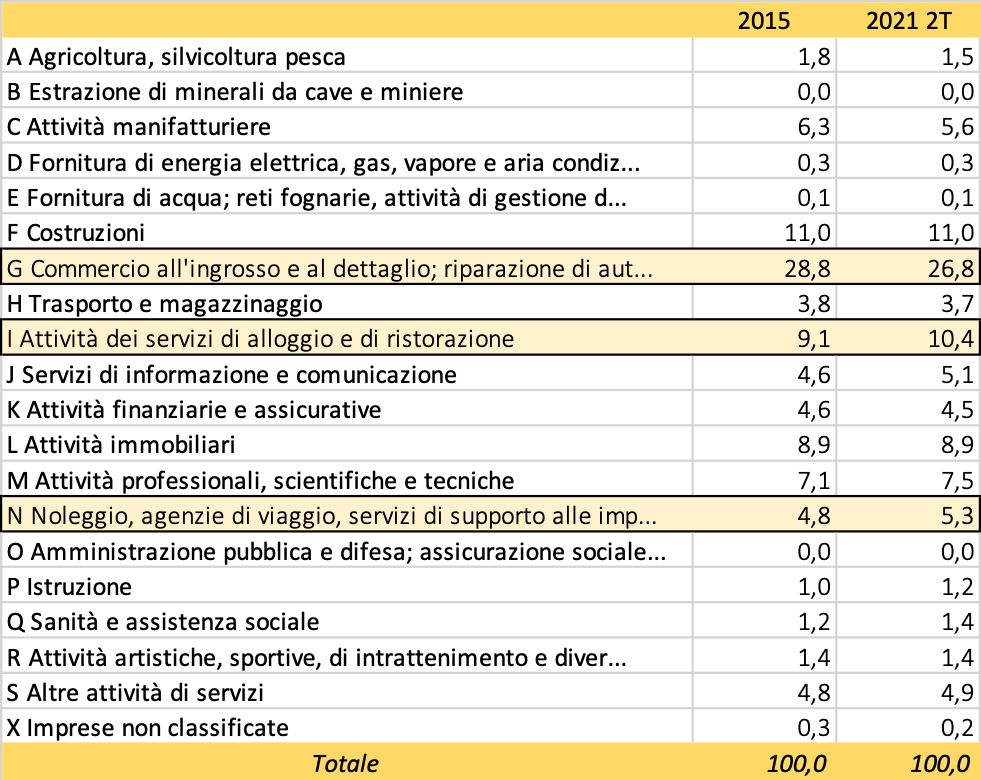 2015 2021 2T
A Agricoltura, silvicoltura pesca 1,8 1,5
B Estrazione di minerali da cave e miniere 0,0 0,0
C Attività manifatturiere 6,3 5,6
D Fornitura di energia elettrica, gas, vapore e aria condiz... 0,3 0,3
E Fornitura di acqua; reti fognarie, attività di gestione d... 0,1 0,1
F Costruzioni 11,0 11,0
G Commercio all'ingrosso e al dettaglio; riparazione di aut... 28,8 26,8
H Trasporto e magazzinaggio 3,8 3,7
I Attività dei servizi di alloggio e di ristorazione 9,1 10,4
J Servizi di informazione e comunicazione 4,6 5,1
K Attività finanziarie e assicurative 4,6 4,5
L Attività immobiliari 8,9 8,9
M Attività professionali, scientifiche e tecniche 7,1 7,5
N Noleggio, agenzie di viaggio, servizi di supporto alle imp... 4,8 5,3
O Amministrazione pubblica e difesa; assicurazione sociale... 0,0 0,0
P Istruzione 1,0 1,2
Q Sanità e assistenza sociale 1,2 1,4
R Attività artistiche, sportive, di intrattenimento e diver... 1,4 1,4
S Altre attività di servizi 4,8 4,9
X Imprese non classificate 0,3 0,2
Totale 100,0 100,0